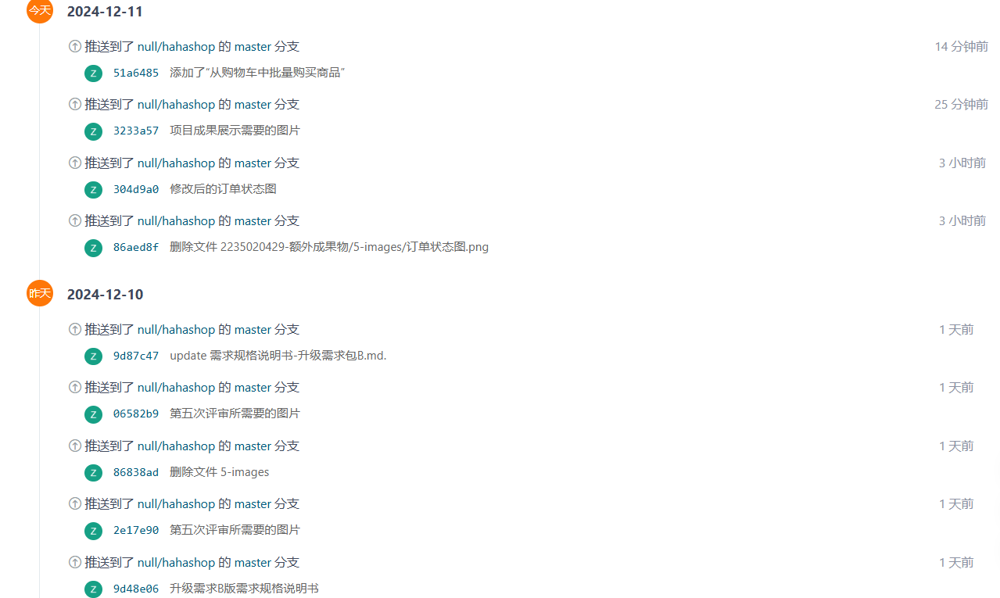 今天 2024-12-11
推送到了 null/hahashop 的 master 分支 14 分钟前
Z 51a6485 添加了“从购物车中批量购买商品”
推送到了 null/hahashop 的 master 分支 25 分钟前
Z 3233a57 项目成果展示需要的图片
推送到了 null/hahashop 的 master 分支 3 小时前
Z 304d9a0 修改后的订单状态图
推送到了 null/hahashop 的 master 分支 3 小时前
Z 86aed8f 删除文件 2235020429-额外成果物/5-images/订单状态图.png
昨天 2024-12-10
推送到了 null/hahashop 的 master 分支 1 天前
Z 9d87c47 update 需求规格说明书-升级需求包B.md.
推送到了 null/hahashop 的 master 分支 1 天前
Z 06582b9 第五次评审所需要的图片
推送到了 null/hahashop 的 master 分支 1 天前
Z 86838ad 删除文件 5-images
推送到了 null/hahashop 的 master 分支 1 天前
Z 2e17e90 第五次评审所需要的图片
推送到了 null/hahashop 的 master 分支 1 天前
Z 9d48e06 升级需求B版需求规格说明书